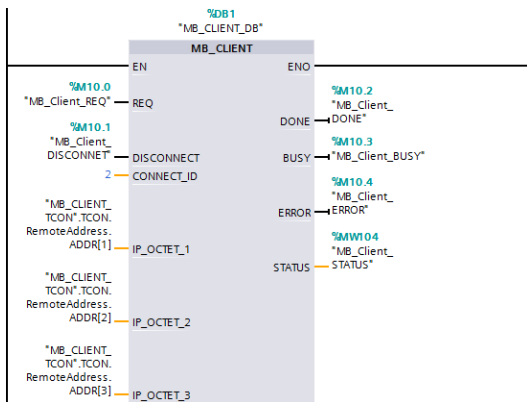 %DB1
"MB_CLIENT_DB"
MB_CLIENT
EN
ENO
%M10.0
"MB_Client_REQ"
REQ
%M10.1
"MB_Client_
DISCONNET"
DISCONNECT
2
CONNECT_ID
"MB_CLIENT_
TCON".TCON.
RemoteAddress.
ADDR[1]
IP_OCTET_1
"MB_CLIENT_
TCON".TCON.
RemoteAddress.
ADDR[2]
IP_OCTET_2
"MB_CLIENT_
TCON".TCON.
RemoteAddress.
ADDR[3]
IP_OCTET_3
%M10.2
"MB_Client_
DONE"
DONE
%M10.3
"MB_Client_BUSY"
BUSY
%M10.4
"MB_Client_
ERROR"
ERROR
%MW104
"MB_Client_
STATUS"
STATUS